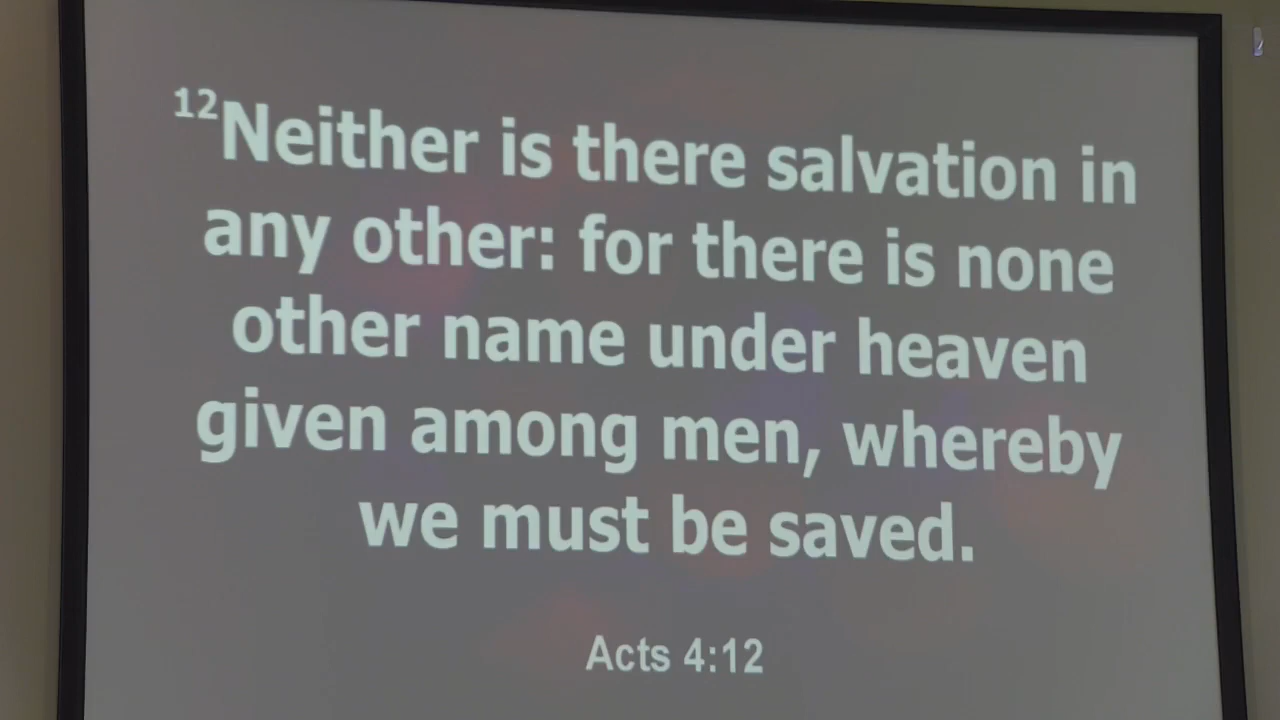 12Neither is there salvation in
any other: for there is none
other name under heaven
given among men, whereby
we must be saved.
Acts 4:12